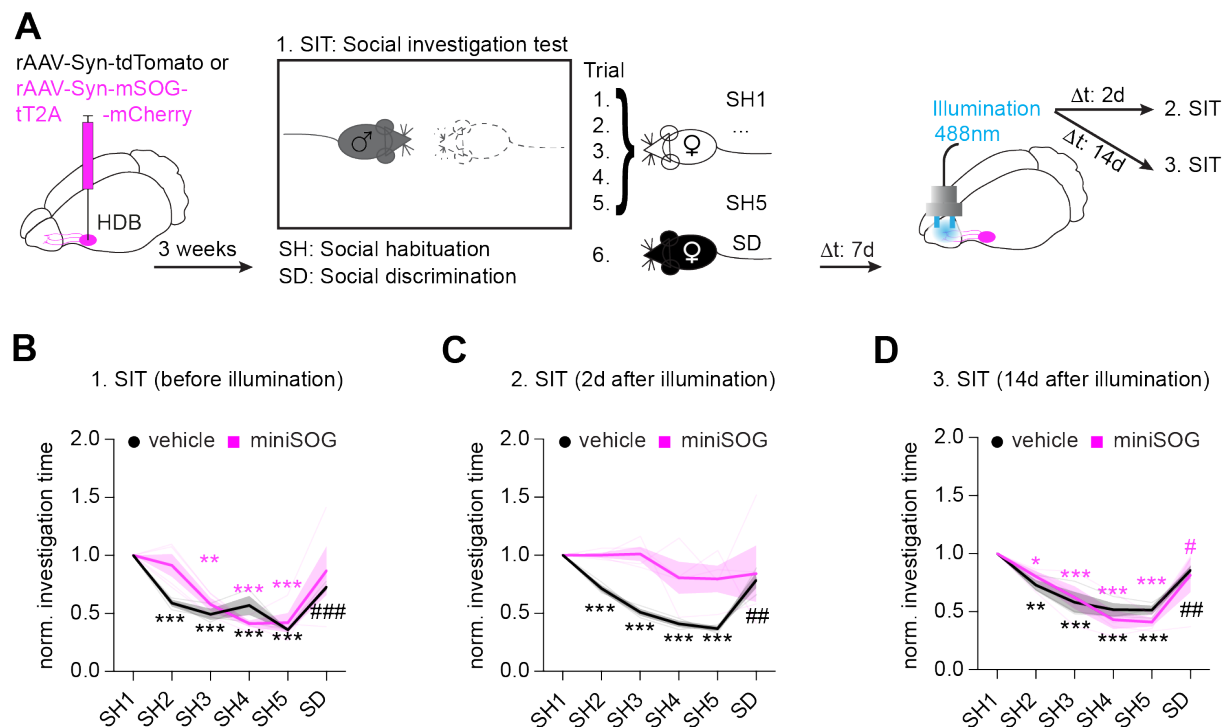 A
rAAV-Syn-tdTomato or
rAAV-Syn-mSOG-
tT2A -mCherry
HDB
3 weeks
1. SIT: Social investigation test
♂
SH: Social habituation
SD: Social discrimination
Trial
1.
2.
3.
4.
5.
6.
SH1
...
♀
SH5
♀
SD
Δt: 7d
Illumination
488nm
Δt: 2d
Δt: 14d
2. SIT
3. SIT
B
1. SIT (before illumination)
vehicle miniSOG
norm. investigation time
2.0
1.5
1.0
0.5
0.0
**
***
***
***
***
***
***
###
SH1 SH2 SH3 SH4 SH5 SD
C
2. SIT (2d after illumination)
vehicle miniSOG
norm. investigation time
2.0
1.5
1.0
0.5
0.0
***
***
***
***
##
SH1 SH2 SH3 SH4 SH5 SD
D
3. SIT (14d after illumination)
vehicle miniSOG
norm. investigation time
2.0
1.5
1.0
0.5
0.0
*
***
***
***
#
**
***
***
***
##
SH1 SH2 SH3 SH4 SH5 SD